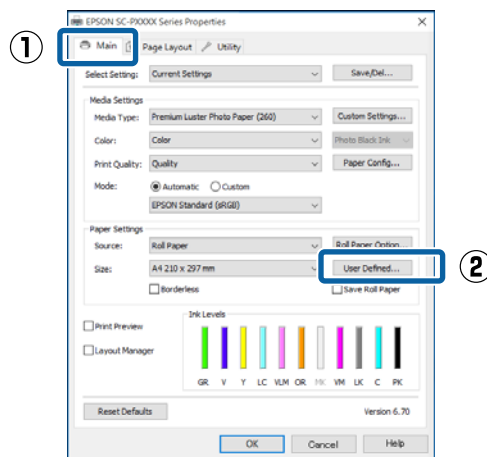 EPSON SC-PXXXX Series Properties
1
Main Page Layout Utility
Select Setting: Current Settings Save/Del...
Media Settings
Media Type: Premium Luster Photo Paper (260) Custom Settings...
Color: Color Photo Black Ink
Print Quality: Quality Paper Config...
Mode: Automatic Custom
EPSON Standard (sRGB)
Paper Settings
Source: Roll Paper Roll Paper Option...
Size: A4 210 x 297 mm User Defined...
2
Borderless Save Roll Paper
Ink Levels
Print Preview
Layout Manager
GR V Y LC VLM OR MK VM LK C PK
Reset Defaults Version 6.70
OK Cancel Help